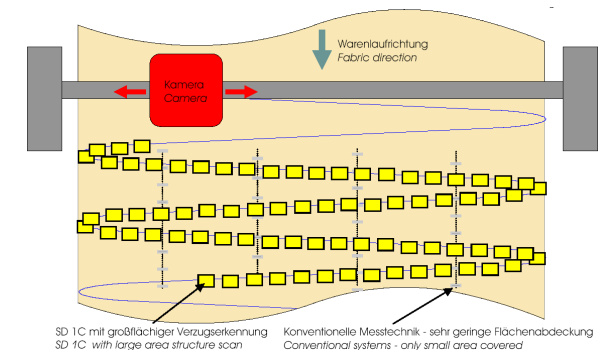 Warenlaufrichtung
Fabric direction
Kamera
Camera
SD 1C mit großflächiger Verzugserkennung
SD 1C with large area structure scan
Konventionelle Messtechnik - sehr geringe Flächenabdeckung
Conventional systems - only small area covered